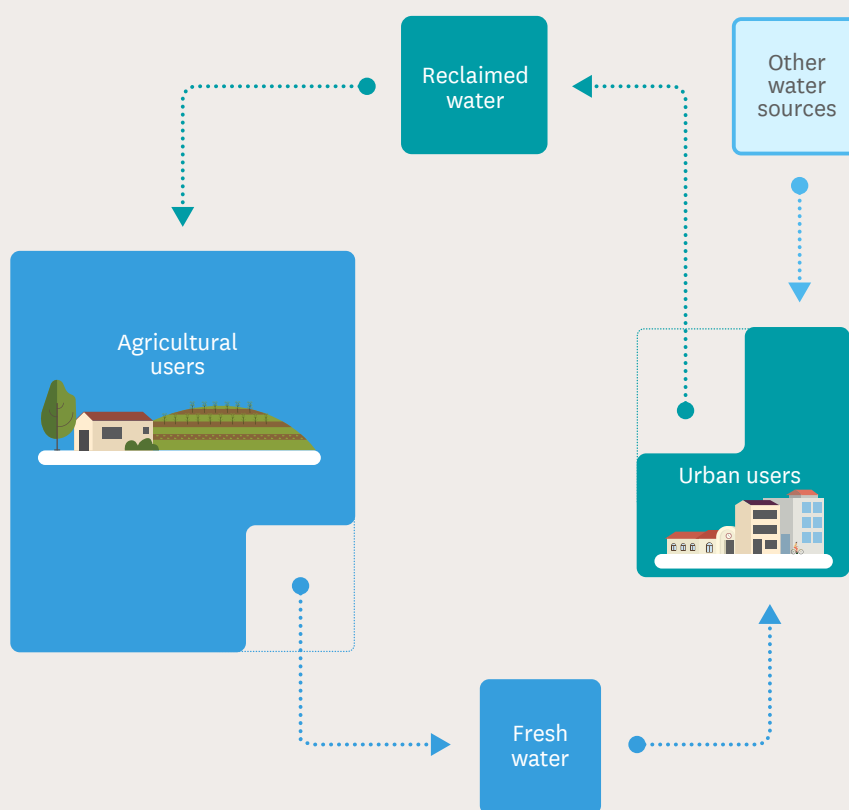 Reclaimed
water
Other
water
sources
Agricultural
users
Urban users
Fresh
water